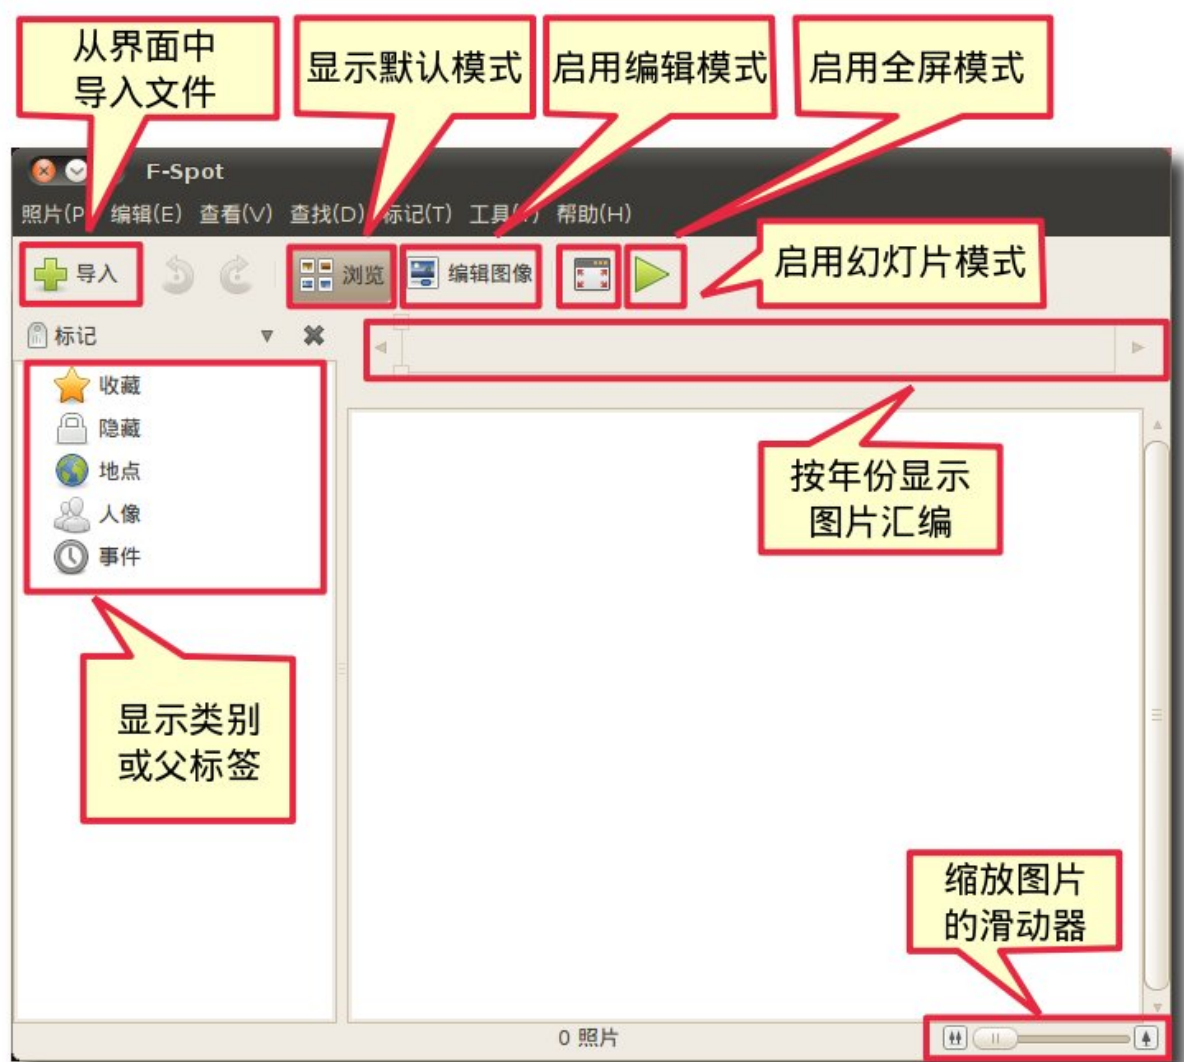 从界面中
导入文件
显示默认模式
启用编辑模式
启用全屏模式
F-Spot
照片(P 编辑(E) 查看(V) 查找(D) 标记(T) 工具( ) 帮助(H)
导入
浏览
编辑图像
启用幻灯片模式
标记
收藏
隐藏
地点
人像
事件
按年份显示
图片汇编
显示类别
或父标签
缩放图片
的滑动器
0 照片